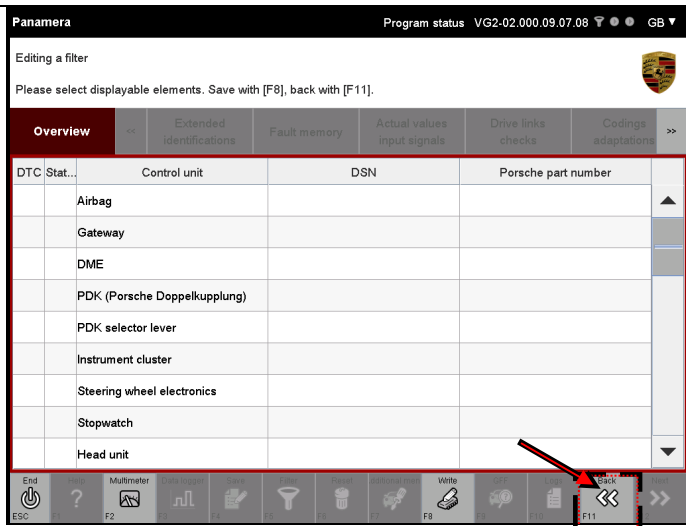 Panamera Program status VG2-02.000.09.07.08 GB
Editing a filter
Please select displayable elements. Save with [F8], back with [F11].
Overview << Extended identifications Fault memory Actual values input signals Drive links checks Codings adaptations >>
DTC Stat... Control unit DSN Porsche part number
Airbag
Gateway
DME
PDK (Porsche Doppelkupplung)
PDK selector lever
Instrument cluster
Steering wheel electronics
Stopwatch
Head unit
End Help Multimeter Data logger Save Filter Reset Write GFF Logs Back Next
ESC F1 F2 F3 F4 F5 F6 F7 F8 F9 F10 F11